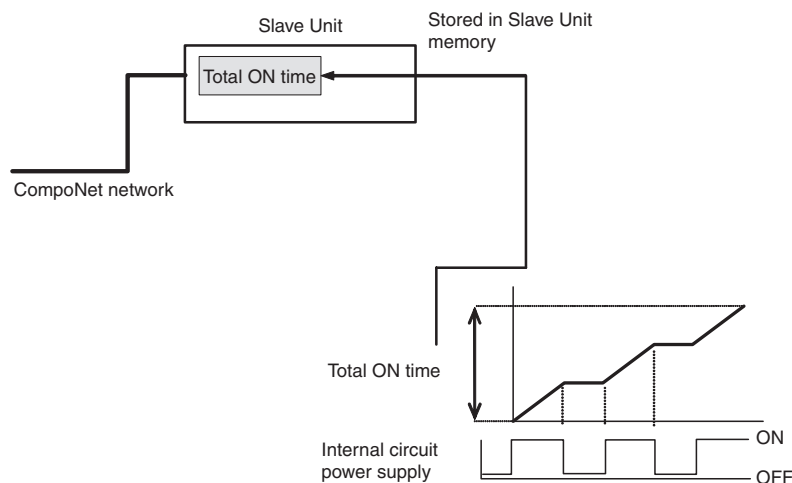 Slave Unit
Stored in Slave Unit
memory
Total ON time
CompoNet network
Total ON time
Internal circuit
power supply
ON
OFF